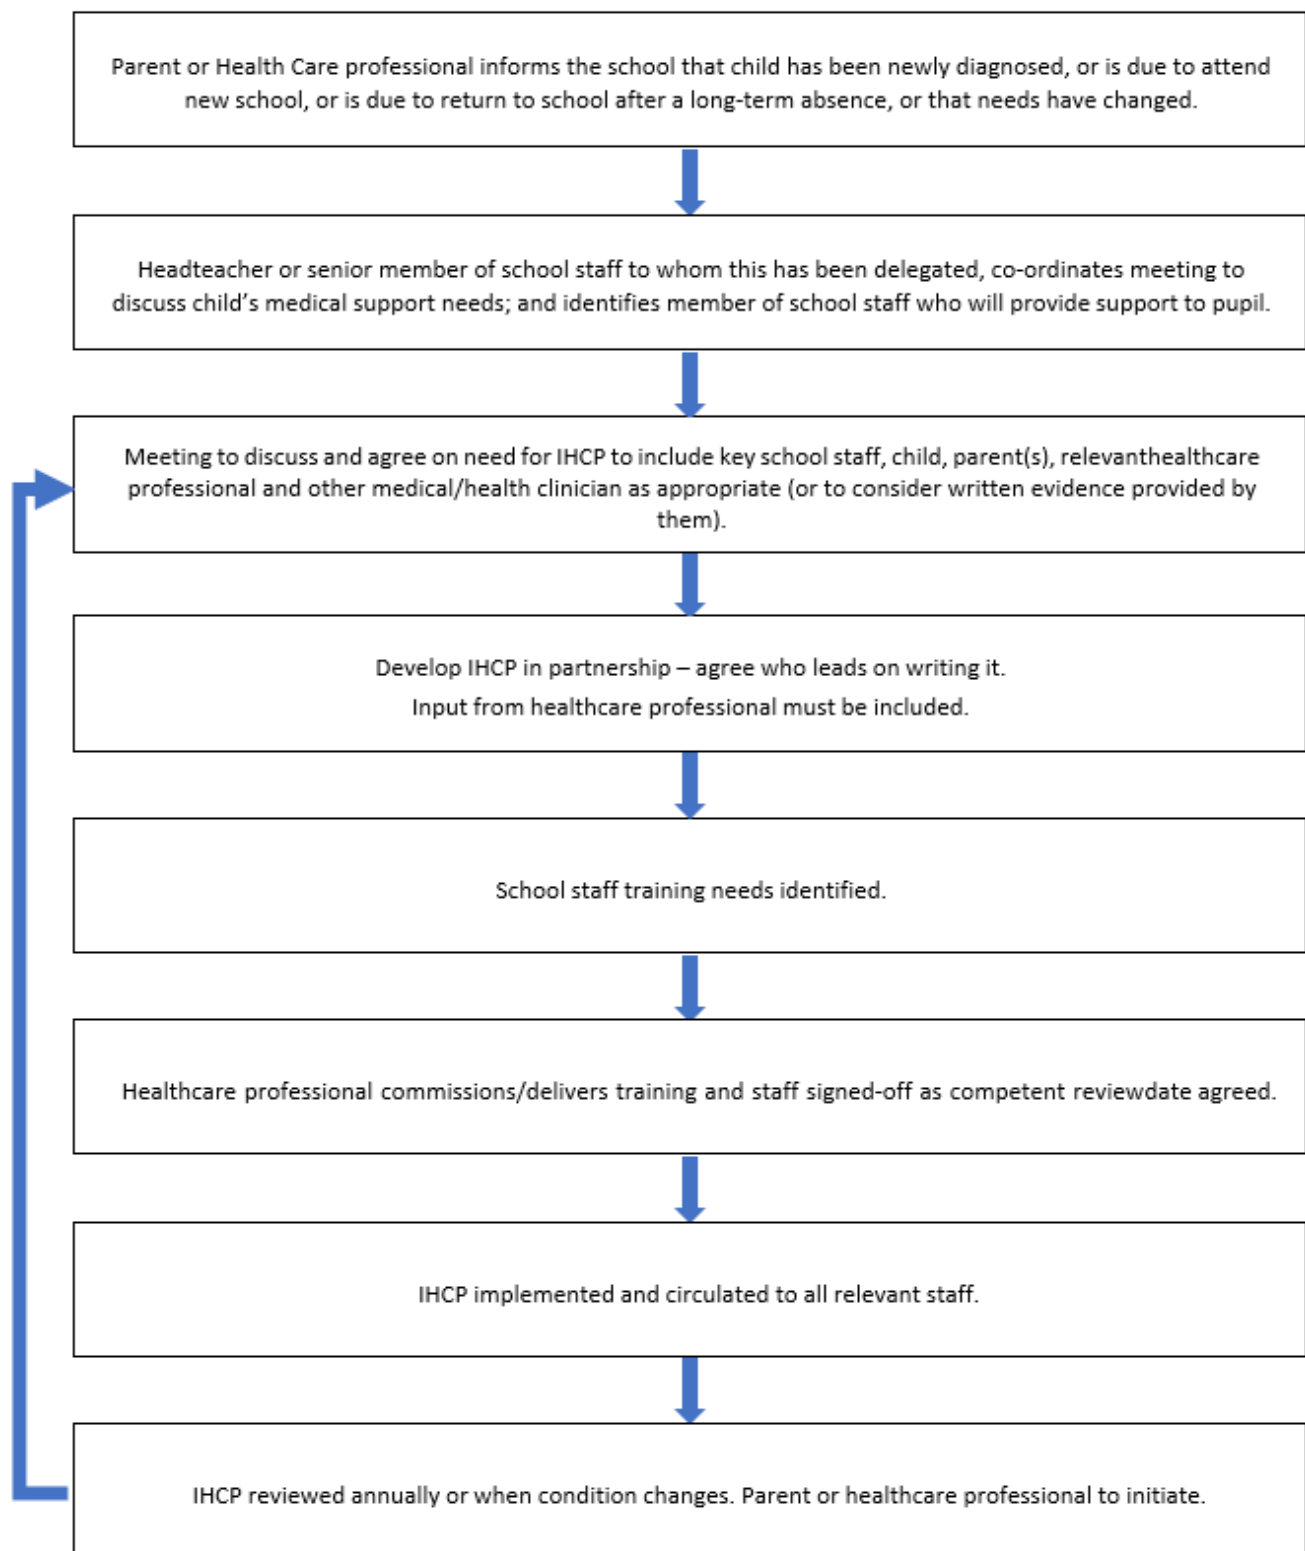 Parent or Health Care professional informs the school that child has been newly diagnosed, or is due to attend
new school, or is due to return to school after a long-term absence, or that needs have changed.
Headteacher or senior member of school staff to whom this has been delegated, co-ordinates meeting to
discuss child's medical support needs; and identifies member of school staff who will provide support to pupil.
Meeting to discuss and agree on need for IHCP to include key school staff, child, parent(s), relevanthealthcare
professional and other medical/health clinician as appropriate (or to consider written evidence provided by
them).
Develop IHCP in partnership – agree who leads on writing it.
Input from healthcare professional must be included.
School staff training needs identified.
Healthcare professional commissions/delivers training and staff signed-off as competent reviewdate agreed.
IHCP implemented and circulated to all relevant staff.
IHCP reviewed annually or when condition changes. Parent or healthcare professional to initiate.